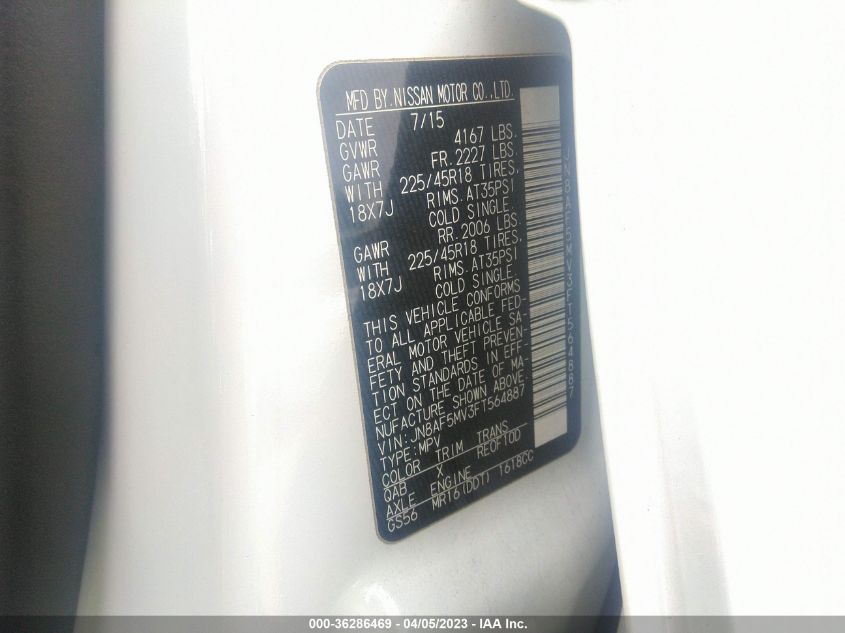 MFD BY.NISSAN MOTOR CO.,LTD.
DATE 7/15
GVWR 4167 LBS.
GAWR FR.2227 LBS.
WITH 225/45R18 TIRES,
18X7J RIMS.AT35PSI
COLD SINGLE.
GAWR RR.2006 LBS.
WITH 225/45R18 TIRES,
18X7J RIMS.AT35PSI
COLD SINGLE.
THIS VEHICLE CONFORMS
TO ALL APPLICABLE FED-
ERAL MOTOR VEHICLE SA-
FETY AND THEFT PREVEN-
TION STANDARDS IN EFF-
ECT ON THE DATE OF MA-
NUFACTURE SHOWN ABOVE.
VIN:JN8AF5MV3FT564887
TYPE:MPV
COLOR TRIM TRANS
QAB X RE0F10D
AXLE ENGINE
GS56 MR16(DDT) 1618CC
JN8AF5MV3FT564887
000-36286469 - 04/05/2023 - IAA Inc.